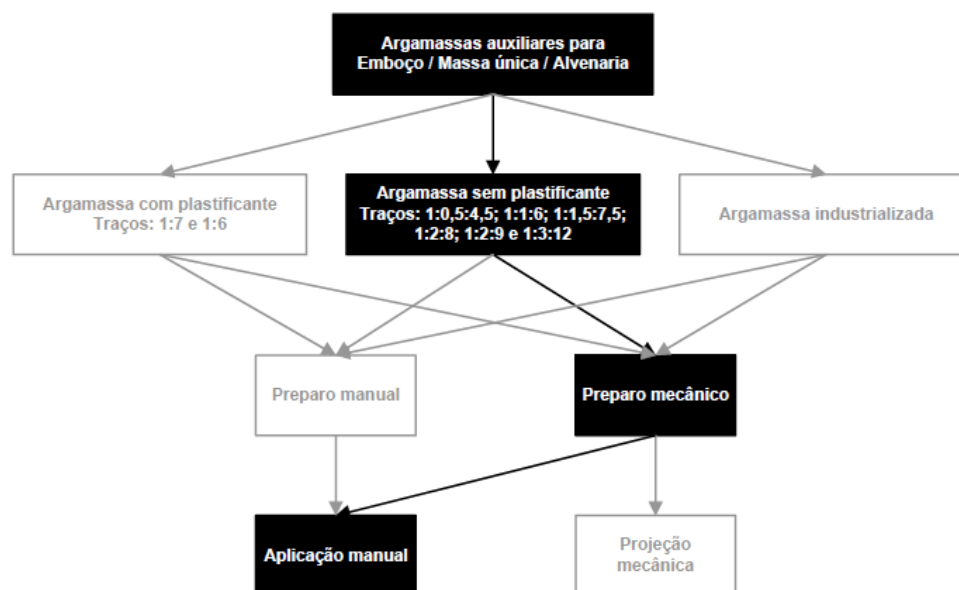 Argamassas auxiliares para
Emboço / Massa única / Alvenaria
Argamassa com plastificante
Traços: 1:7 e 1:6
Argamassa sem plastificante
Traços: 1:0,5:4,5; 1:1:6; 1:1,5:7,5;
1:2:8; 1:2:9 e 1:3:12
Argamassa industrializada
Preparo manual
Preparo mecânico
Aplicação manual
Projeção
mecânica